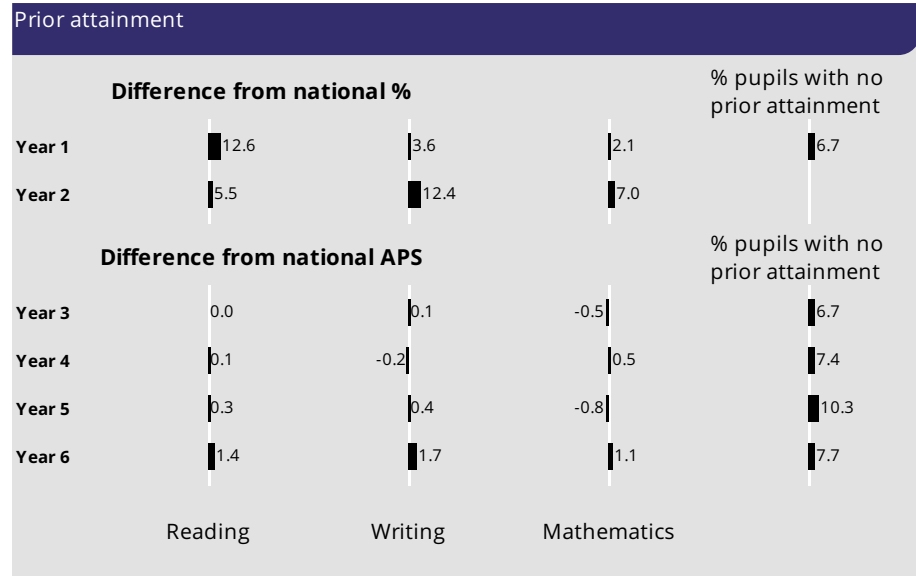 Prior attainment
Difference from national %
% pupils with no
prior attainment
Year 1 12.6 3.6 2.1 6.7
Year 2 5.5 12.4 7.0
Difference from national APS
% pupils with no
prior attainment
Year 3 0.0 0.1 -0.5 6.7
Year 4 0.1 -0.2 0.5 7.4
Year 5 0.3 0.4 -0.8 10.3
Year 6 1.4 1.7 1.1 7.7
Reading Writing Mathematics